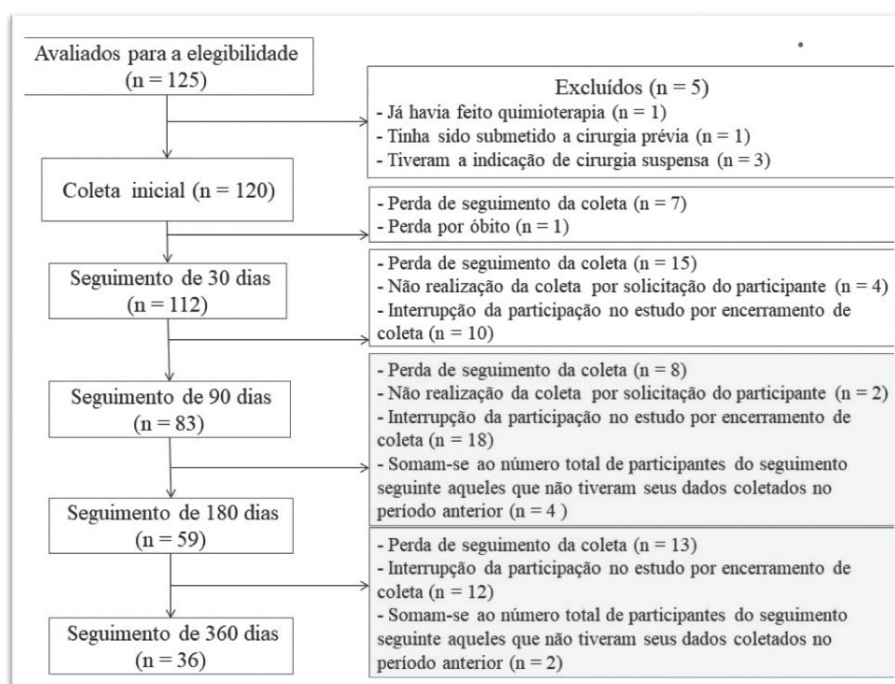 Avaliados para a elegibilidade
(n = 125)
Excluídos (n = 5)
- Já havia feito quimioterapia (n = 1)
- Tinha sido submetido a cirurgia prévia (n = 1)
- Tiveram a indicação de cirurgia suspensa (n = 3)
Coleta inicial (n = 120)
- Perda de seguimento da coleta (n = 7)
- Perda por óbito (n = 1)
Seguimento de 30 dias
(n = 112)
- Perda de seguimento da coleta (n = 15)
- Não realização da coleta por solicitação do participante (n = 4)
- Interrupção da participação no estudo por encerramento de
coleta (n = 10)
Seguimento de 90 dias
(n = 83)
- Perda de seguimento da coleta (n = 8)
- Não realização da coleta por solicitação do participante (n = 2)
- Interrupção da participação no estudo por encerramento de
coleta (n = 18)
- Somam-se ao número total de participantes do seguimento
seguinte aqueles que não tiveram seus dados coletados no
período anterior (n = 4 )
Seguimento de 180 dias
(n = 59)
- Perda de seguimento da coleta (n = 13)
- Interrupção da participação no estudo por encerramento de
coleta (n = 12)
- Somam-se ao número total de participantes do seguimento
seguinte aqueles que não tiveram seus dados coletados no
período anterior (n = 2)
Seguimento de 360 dias
(n = 36)